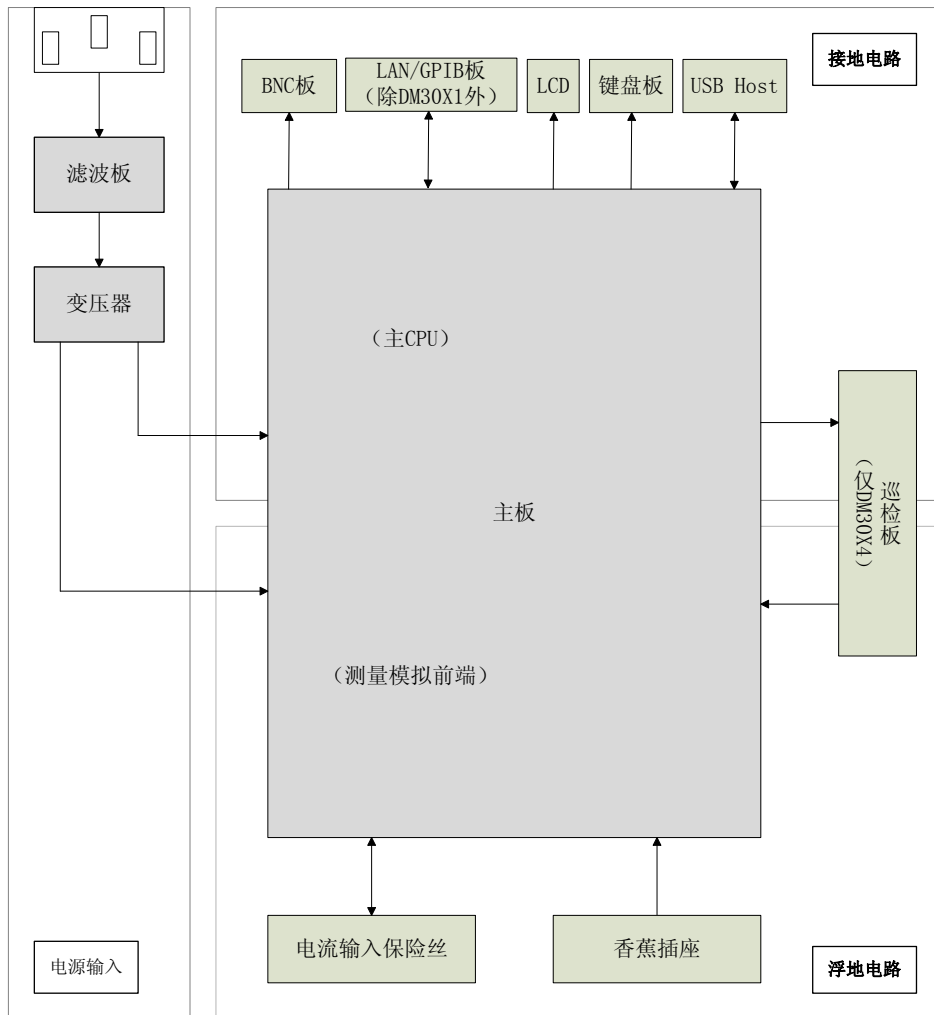 接地电路
BNC板
LAN/GPIB板
（除DM30X1外）
LCD
键盘板
USB Host
滤波板
变压器
（主CPU）
巡检板
（仅DM30X4）
主板
（测量模拟前端）
电流输入保险丝
香蕉插座
电源输入
浮地电路